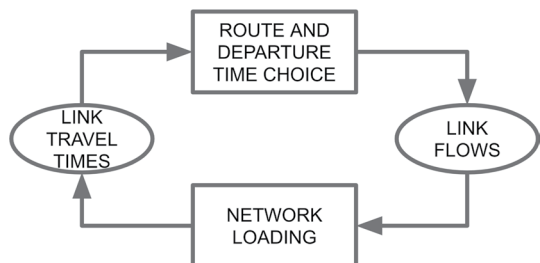 ROUTE AND
DEPARTURE
TIME CHOICE
LINK
TRAVEL
TIMES
LINK
FLOWS
NETWORK
LOADING